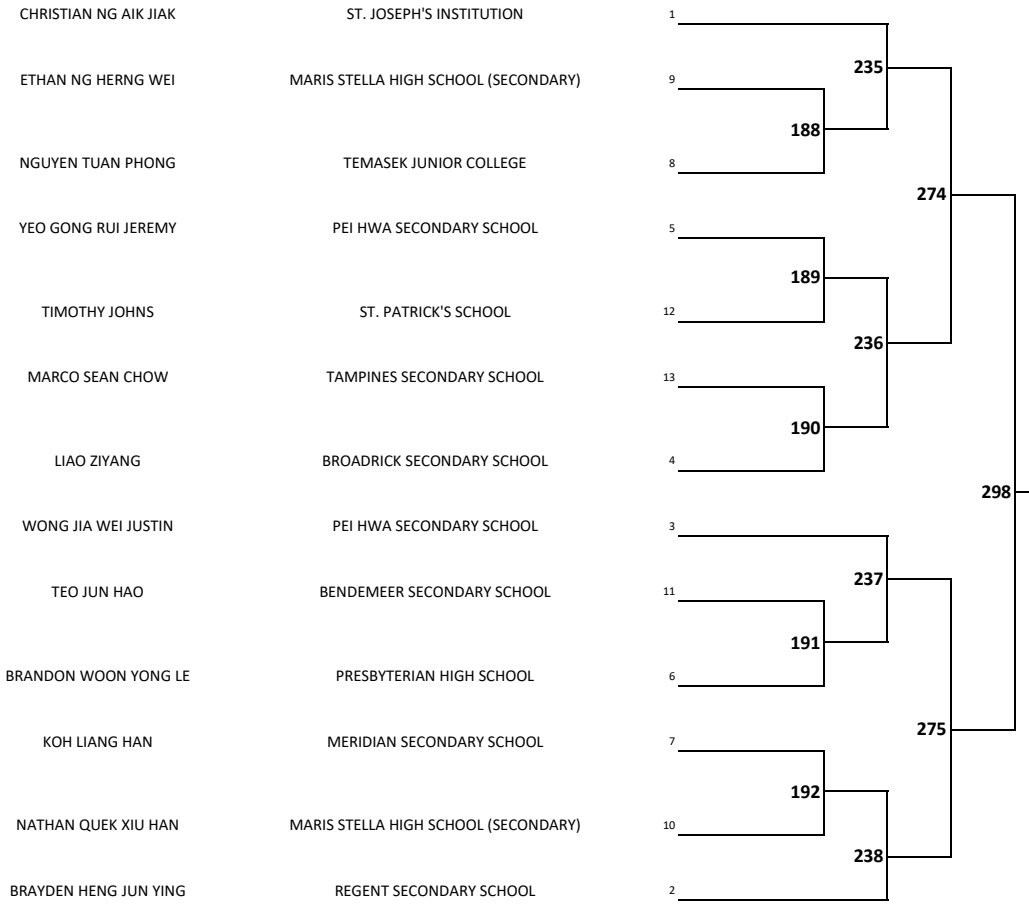 CHRISTIAN NG AIK JIAK ST. JOSEPH'S INSTITUTION 1
235
ETHAN NG HERNG WEI MARIS STELLA HIGH SCHOOL (SECONDARY) 9
188
NGUYEN TUAN PHONG TEMASEK JUNIOR COLLEGE 8
274
YEO GONG RUI JEREMY PEI HWA SECONDARY SCHOOL 5
189
TIMOTHY JOHNS ST. PATRICK'S SCHOOL 12
236
MARCO SEAN CHOW TAMPINES SECONDARY SCHOOL 13
190
LIAO ZIYANG BROADRICK SECONDARY SCHOOL 4
298
WONG JIA WEI JUSTIN PEI HWA SECONDARY SCHOOL 3
237
TEO JUN HAO BENDEMEER SECONDARY SCHOOL 11
191
BRANDON WOON YONG LE PRESBYTERIAN HIGH SCHOOL 6
275
KOH LIANG HAN MERIDIAN SECONDARY SCHOOL 7
192
NATHAN QUEK XIU HAN MARIS STELLA HIGH SCHOOL (SECONDARY) 10
238
BRAYDEN HENG JUN YING REGENT SECONDARY SCHOOL 2